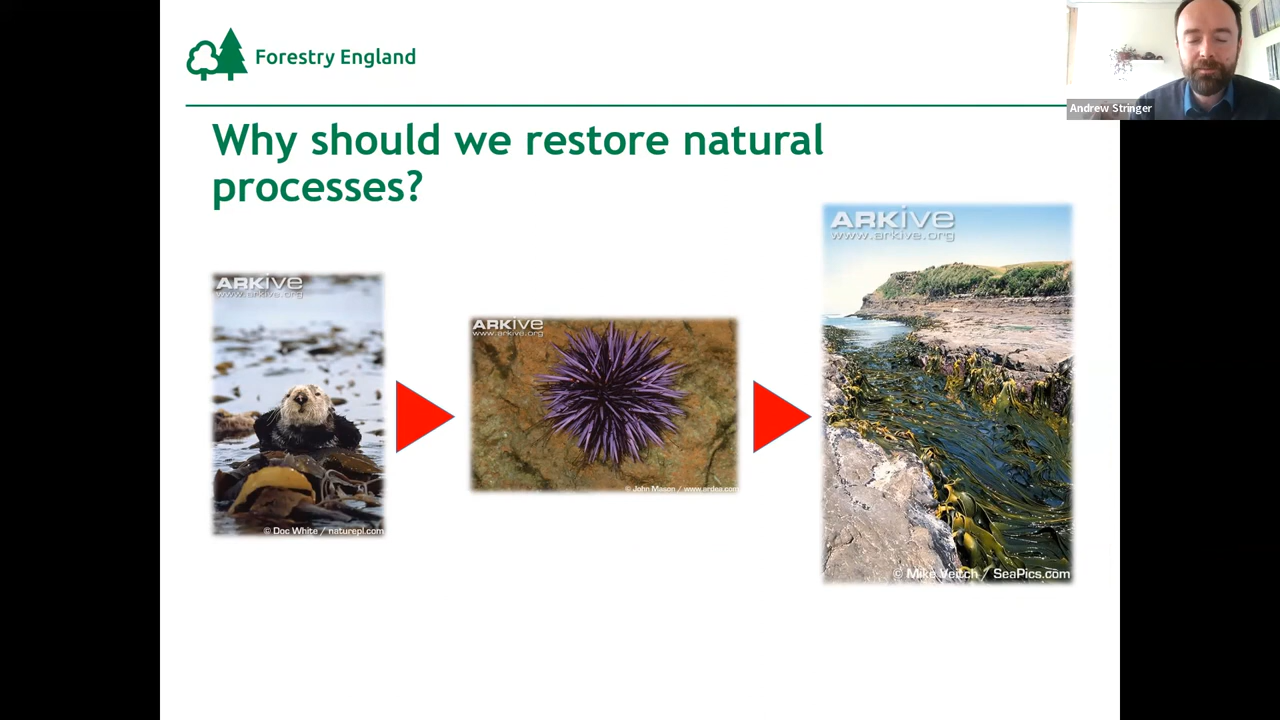 Forestry England
Andrew Stringer
Why should we restore natural
processes?
ARKive
www.arkive.org
© Doc White / naturepl.com
ARKive
www.arkive.org
© John Mason / www.ardea.com
ARKive
www.arkive.org
© Mike Veitch / SeaPics.com